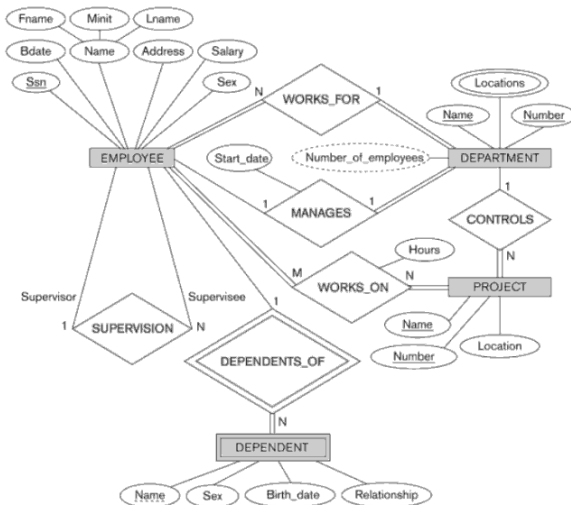 Fname Minit Lname
Bdate Name Address Salary
Ssn Sex
N WORKS_FOR 1
Locations
Name Number
EMPLOYEE
Start_date Number_of_employees
DEPARTMENT
1 MANAGES 1
1
CONTROLS
N
Hours
M WORKS_ON N
PROJECT
Supervisor Supervisee
1 SUPERVISION N
1
Name
Number Location
DEPENDENTS_OF
N
DEPENDENT
Name Sex Birth_date Relationship